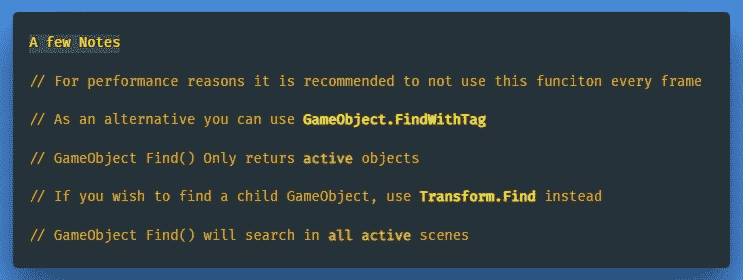 A few Notes
// For performance reasons it is recommended to not use this funciton every frame
// As an alternative you can use GameObject.FindWithTag
// GameObject Find() Only returs active objects
// If you wish to find a child GameObject, use Transform.Find instead
// GameObject Find() will search in all active scenes